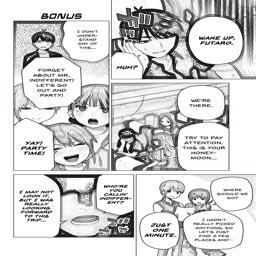 BONUS
WAKE UP,
FUTARO.
HUH?
I DON'T
UNDER-
STAND ANY
OF THIS...
FORGET
ABOUT MR.
INDIFFERENT!
LET'S GO
OUT AND
PARTY!
YAY!
PARTY
TIME!
WE'RE
THERE.
TRY TO PAY
ATTENTION.
THIS IS YOUR
HONEY-
MOON...
WHO'RE
YOU
CALLING
INDIFFER-
ENT?
I MAY NOT
LOOK IT,
BUT I WAS
REALLY
LOOKING
FORWARD
TO THIS
TRIP...
WHERE
SHOULD WE
GO?
I HADN'T
REALLY PICKED
ANYTHING,
SO LET'S
JUST FIND A
FEW PLACES
AND—
JUST
ONE
MINUTE.